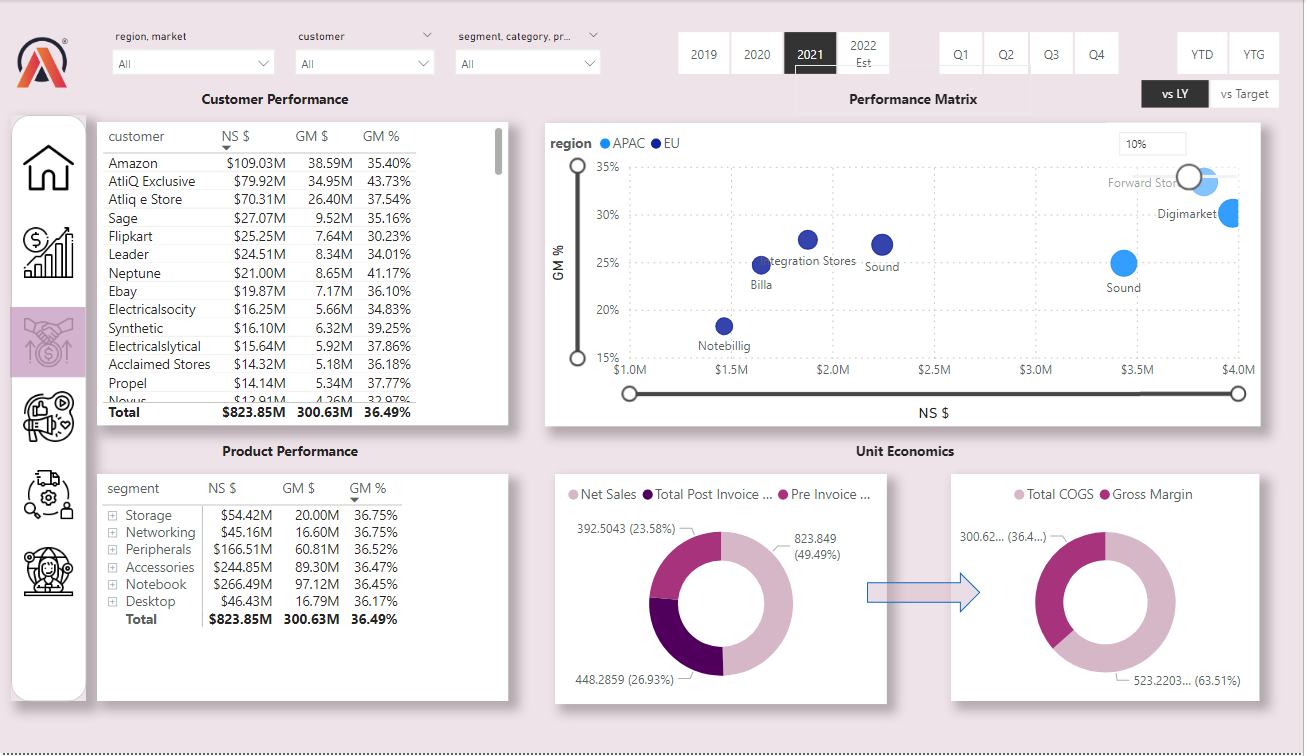 region, market
customer
segment, category, pr...
All
All
All
2019
2020
2021
2022
Est
Q1
Q2
Q3
Q4
YTD
YTG
vs LY
vs Target
Customer Performance
customer NS $ GM $ GM %
Amazon $109.03M 38.59M 35.40%
AtliQ Exclusive $79.92M 34.95M 43.73%
Atliq e Store $70.31M 26.40M 37.54%
Sage $27.07M 9.52M 35.16%
Flipkart $25.25M 7.64M 30.23%
Leader $24.51M 8.34M 34.01%
Neptune $21.00M 8.65M 41.17%
Ebay $19.87M 7.17M 36.10%
Electricalsocity $16.25M 5.66M 34.83%
Synthetic $16.10M 6.32M 39.25%
Electricalslytical $15.64M 5.92M 37.86%
Acclaimed Stores $14.32M 5.18M 36.18%
Propel $14.14M 5.34M 37.77%
Novus $12.91M 4.26M 32.97%
Total $823.85M 300.63M 36.49%
Performance Matrix
region APAC EU
10%
35%
30%
25%
20%
15%
GM %
Forward Stor
Digimarket
Integration Stores
Sound
Billa
Sound
Notebillig
$1.0M $1.5M $2.0M $2.5M $3.0M $3.5M $4.0M
NS $
Product Performance
segment NS $ GM $ GM %
Storage $54.42M 20.00M 36.75%
Networking $45.16M 16.60M 36.75%
Peripherals $166.51M 60.81M 36.52%
Accessories $244.85M 89.30M 36.47%
Notebook $266.49M 97.12M 36.45%
Desktop $46.43M 16.79M 36.17%
Total $823.85M 300.63M 36.49%
Unit Economics
Net Sales Total Post Invoice ... Pre Invoice ...
392.5043 (23.58%)
823.849
(49.49%)
448.2859 (26.93%)
Total COGS Gross Margin
300.62... (36.4...)
523.2203... (63.51%)